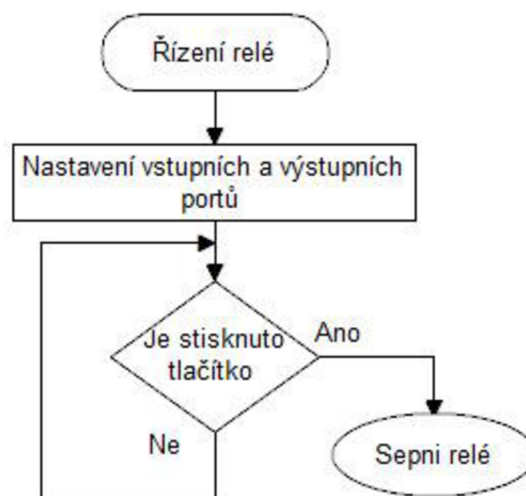 Řízení relé
Nastavení vstupních a výstupních
portů
Je stisknuto
tlačítko
Ano
Ne
Sepni relé